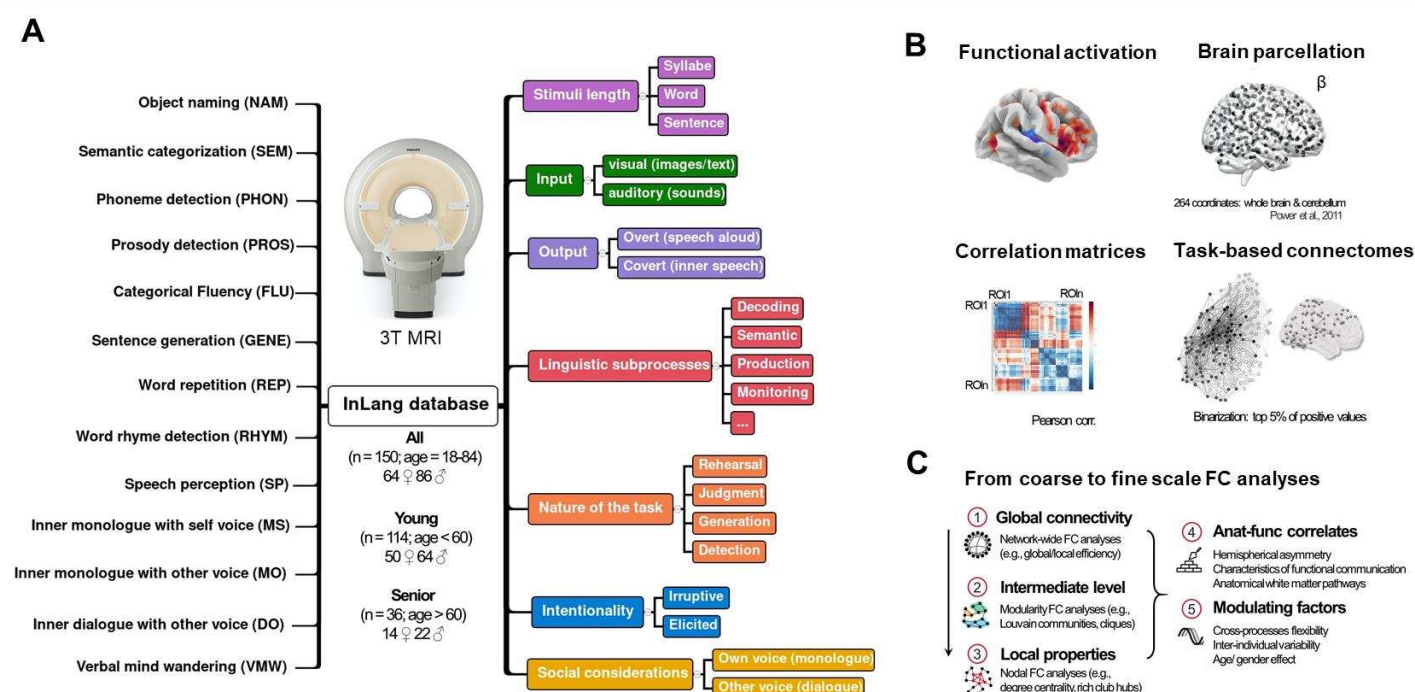 A
Object naming (NAM)
Semantic categorization (SEM)
Phoneme detection (PHON)
Prosody detection (PROS)
Categorical Fluency (FLU)
Sentence generation (GENE)
Word repetition (REP)
Word rhyme detection (RHYM)
Speech perception (SP)
Inner monologue with self voice (MS)
Inner monologue with other voice (MO)
Inner dialogue with other voice (DO)
Verbal mind wandering (VMW)
3T MRI
InLang database
All
(n = 150; age = 18-84)
64 ♀ 86 ♂
Young
(n = 114; age < 60)
50 ♀ 64 ♂
Senior
(n = 36; age > 60)
14 ♀ 22 ♂
Stimuli length
Syllabe
Word
Sentence
Input
visual (images/text)
auditory (sounds)
Output
Overt (speech aloud)
Covert (inner speech)
Linguistic subprocesses
Decoding
Semantic
Production
Monitoring
...
Nature of the task
Rehearsal
Judgment
Generation
Detection
Intentionality
Irruptive
Elicited
Social considerations
Own voice (monologue)
Other voice (dialogue)
B
Functional activation
Brain parcellation
β
264 coordinates: whole brain & cerebellum
Power et al., 2011
Correlation matrices
ROI1 ROIn
ROI1
ROIn
Pearson corr.
Task-based connectomes
Binarization: top 5% of positive values
C
From coarse to fine scale FC analyses
1 Global connectivity
Network-wide FC analyses
(e.g., global/local efficiency)
2 Intermediate level
Modularity FC analyses (e.g.,
Louvain communities, cliques)
3 Local properties
Nodal FC analyses (e.g.,
degree centrality, rich club hubs)
4 Anat-func correlates
Hemispherical asymmetry
Characteristics of functional communication
Anatomical white matter pathways
5 Modulating factors
Cross-processes flexibility
Inter-individual variability
Age/ gender effect